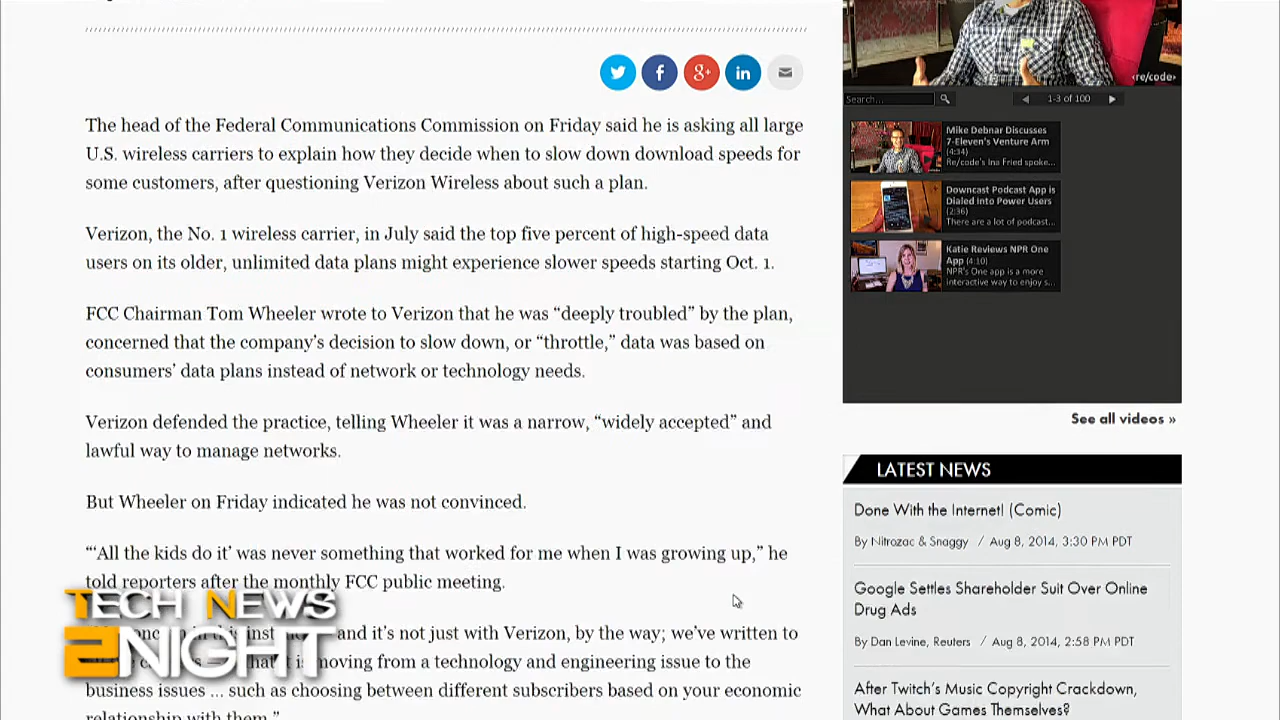 g+
in
The head of the Federal Communications Commission on Friday said he is asking all large
U.S. wireless carriers to explain how they decide when to slow down download speeds for
some customers, after questioning Verizon Wireless about such a plan.
Verizon, the No. 1 wireless carrier, in July said the top five percent of high-speed data
users on its older, unlimited data plans might experience slower speeds starting Oct. 1.
FCC Chairman Tom Wheeler wrote to Verizon that he was “deeply troubled” by the plan,
concerned that the company’s decision to slow down, or “throttle,” data was based on
consumers’ data plans instead of network or technology needs.
Verizon defended the practice, telling Wheeler it was a narrow, “widely accepted” and
lawful way to manage networks.
But Wheeler on Friday indicated he was not convinced.
“‘All the kids do it’ was never something that worked for me when I was growing up,” he
told reporters after the monthly FCC public meeting.
and it’s not just with Verizon, by the way; we’ve written to
moving from a technology and engineering issue to the
business issues ... such as choosing between different subscribers based on your economic
relationship with them.”
TECH NEWS
2NIGHT
‹re/code›
Search...
1-3 of 100
Mike Debnar Discusses
7-Eleven's Venture Arm
(4:34)
Re/code's Ina Fried spoke...
Downcast Podcast App is
Dialed Into Power Users
(2:36)
There are a lot of podcast...
Katie Reviews NPR One
App (4:10)
NPR's One app is a more
interactive way to enjoy s...
See all videos »
LATEST NEWS
Done With the Internet! (Comic)
By Nitrozac & Snaggy / Aug 8, 2014, 3:30 PM PDT
Google Settles Shareholder Suit Over Online
Drug Ads
By Dan Levine, Reuters / Aug 8, 2014, 2:58 PM PDT
After Twitch’s Music Copyright Crackdown,
What About Games Themselves?